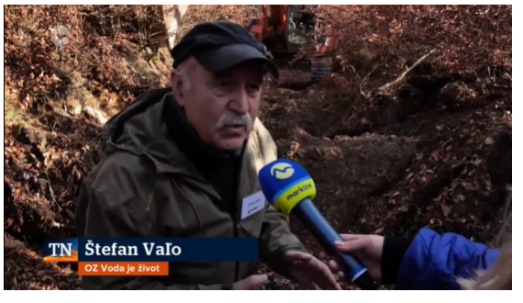 markíza
TN
Štefan Vaľo
OZ Voda je život